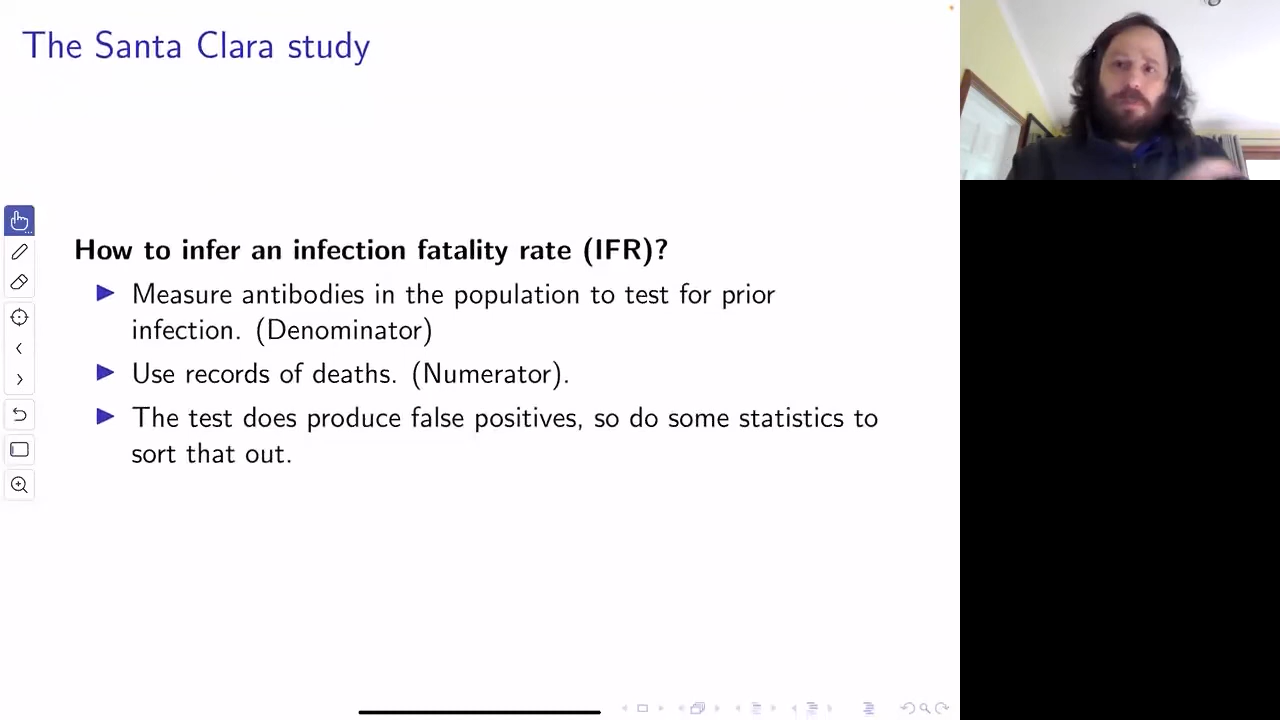 The Santa Clara study
How to infer an infection fatality rate (IFR)?
Measure antibodies in the population to test for prior
infection. (Denominator)
Use records of deaths. (Numerator).
The test does produce false positives, so do some statistics to
sort that out.